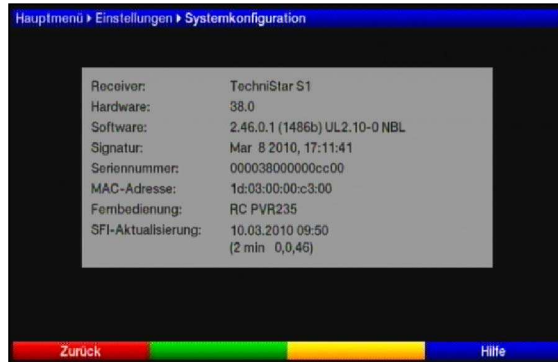 Hauptmenü Einstellungen Systemkonfiguration
Receiver: TechniStar S1
Hardware: 38.0
Software: 2.46.0.1 (1486b) UL2.10-0 NBL
Signatur: Mar 8 2010, 17:11:41
Seriennummer: 000038000000cc00
MAC-Adresse: 1d:03:00:00:c3:00
Fernbedienung: RC PVR235
SFI-Aktualisierung: 10.03.2010 09:50
(2 min 0,0,46)
Zurück Hilfe